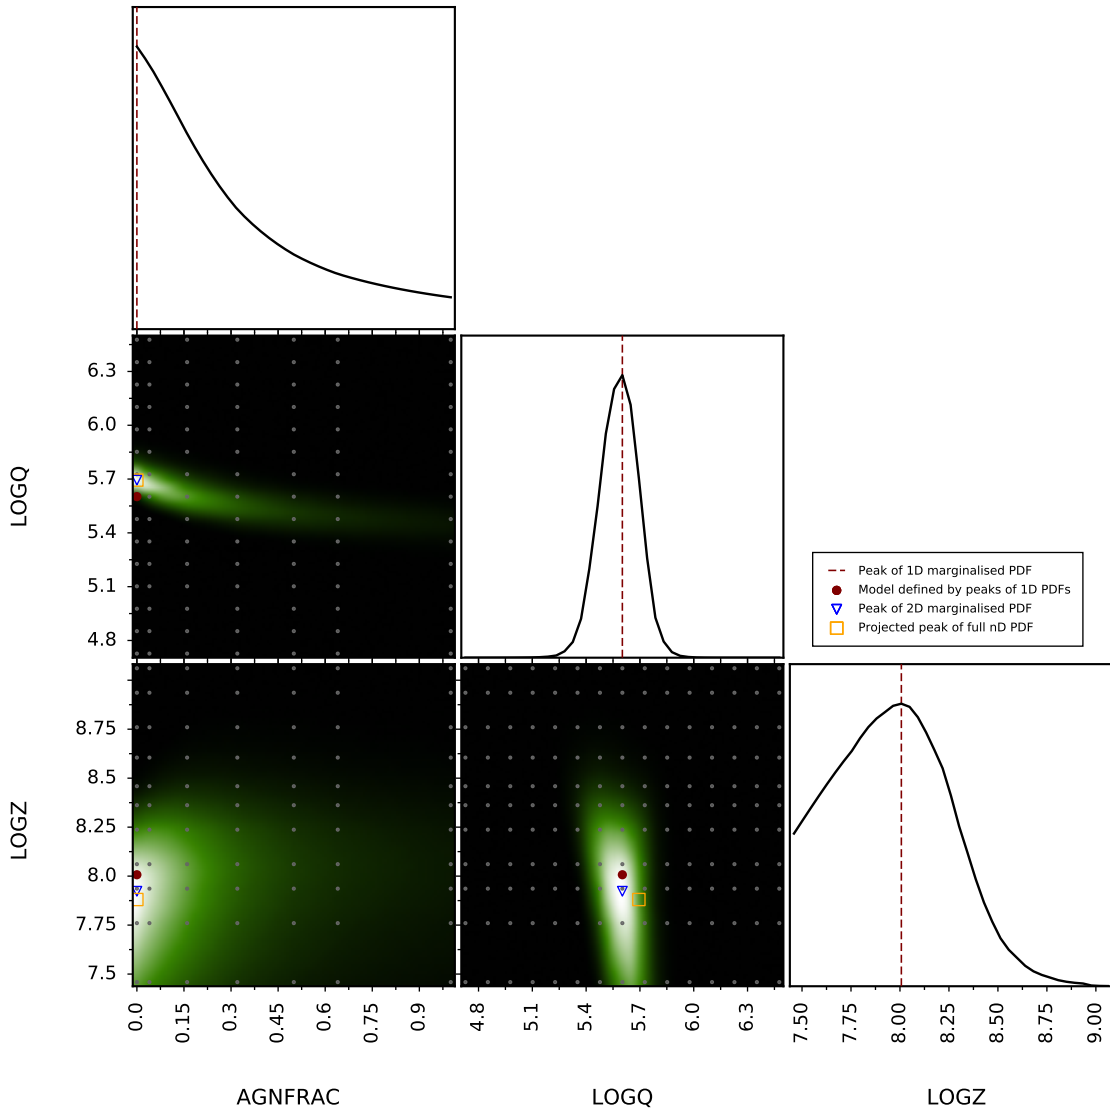 6.3
6.0
5.7
5.4
5.1
4.8
LOGQ
Peak of 1D marginalised PDF
Model defined by peaks of 1D PDFs
Peak of 2D marginalised PDF
Projected peak of full nD PDF
8.75
8.5
8.25
8.0
7.75
7.5
LOGZ
0.0 0.15 0.3 0.45 0.6 0.75 0.9
4.8 5.1 5.4 5.7 6.0 6.3
7.50 7.75 8.00 8.25 8.50 8.75 9.00
AGNFRAC LOGQ LOGZ